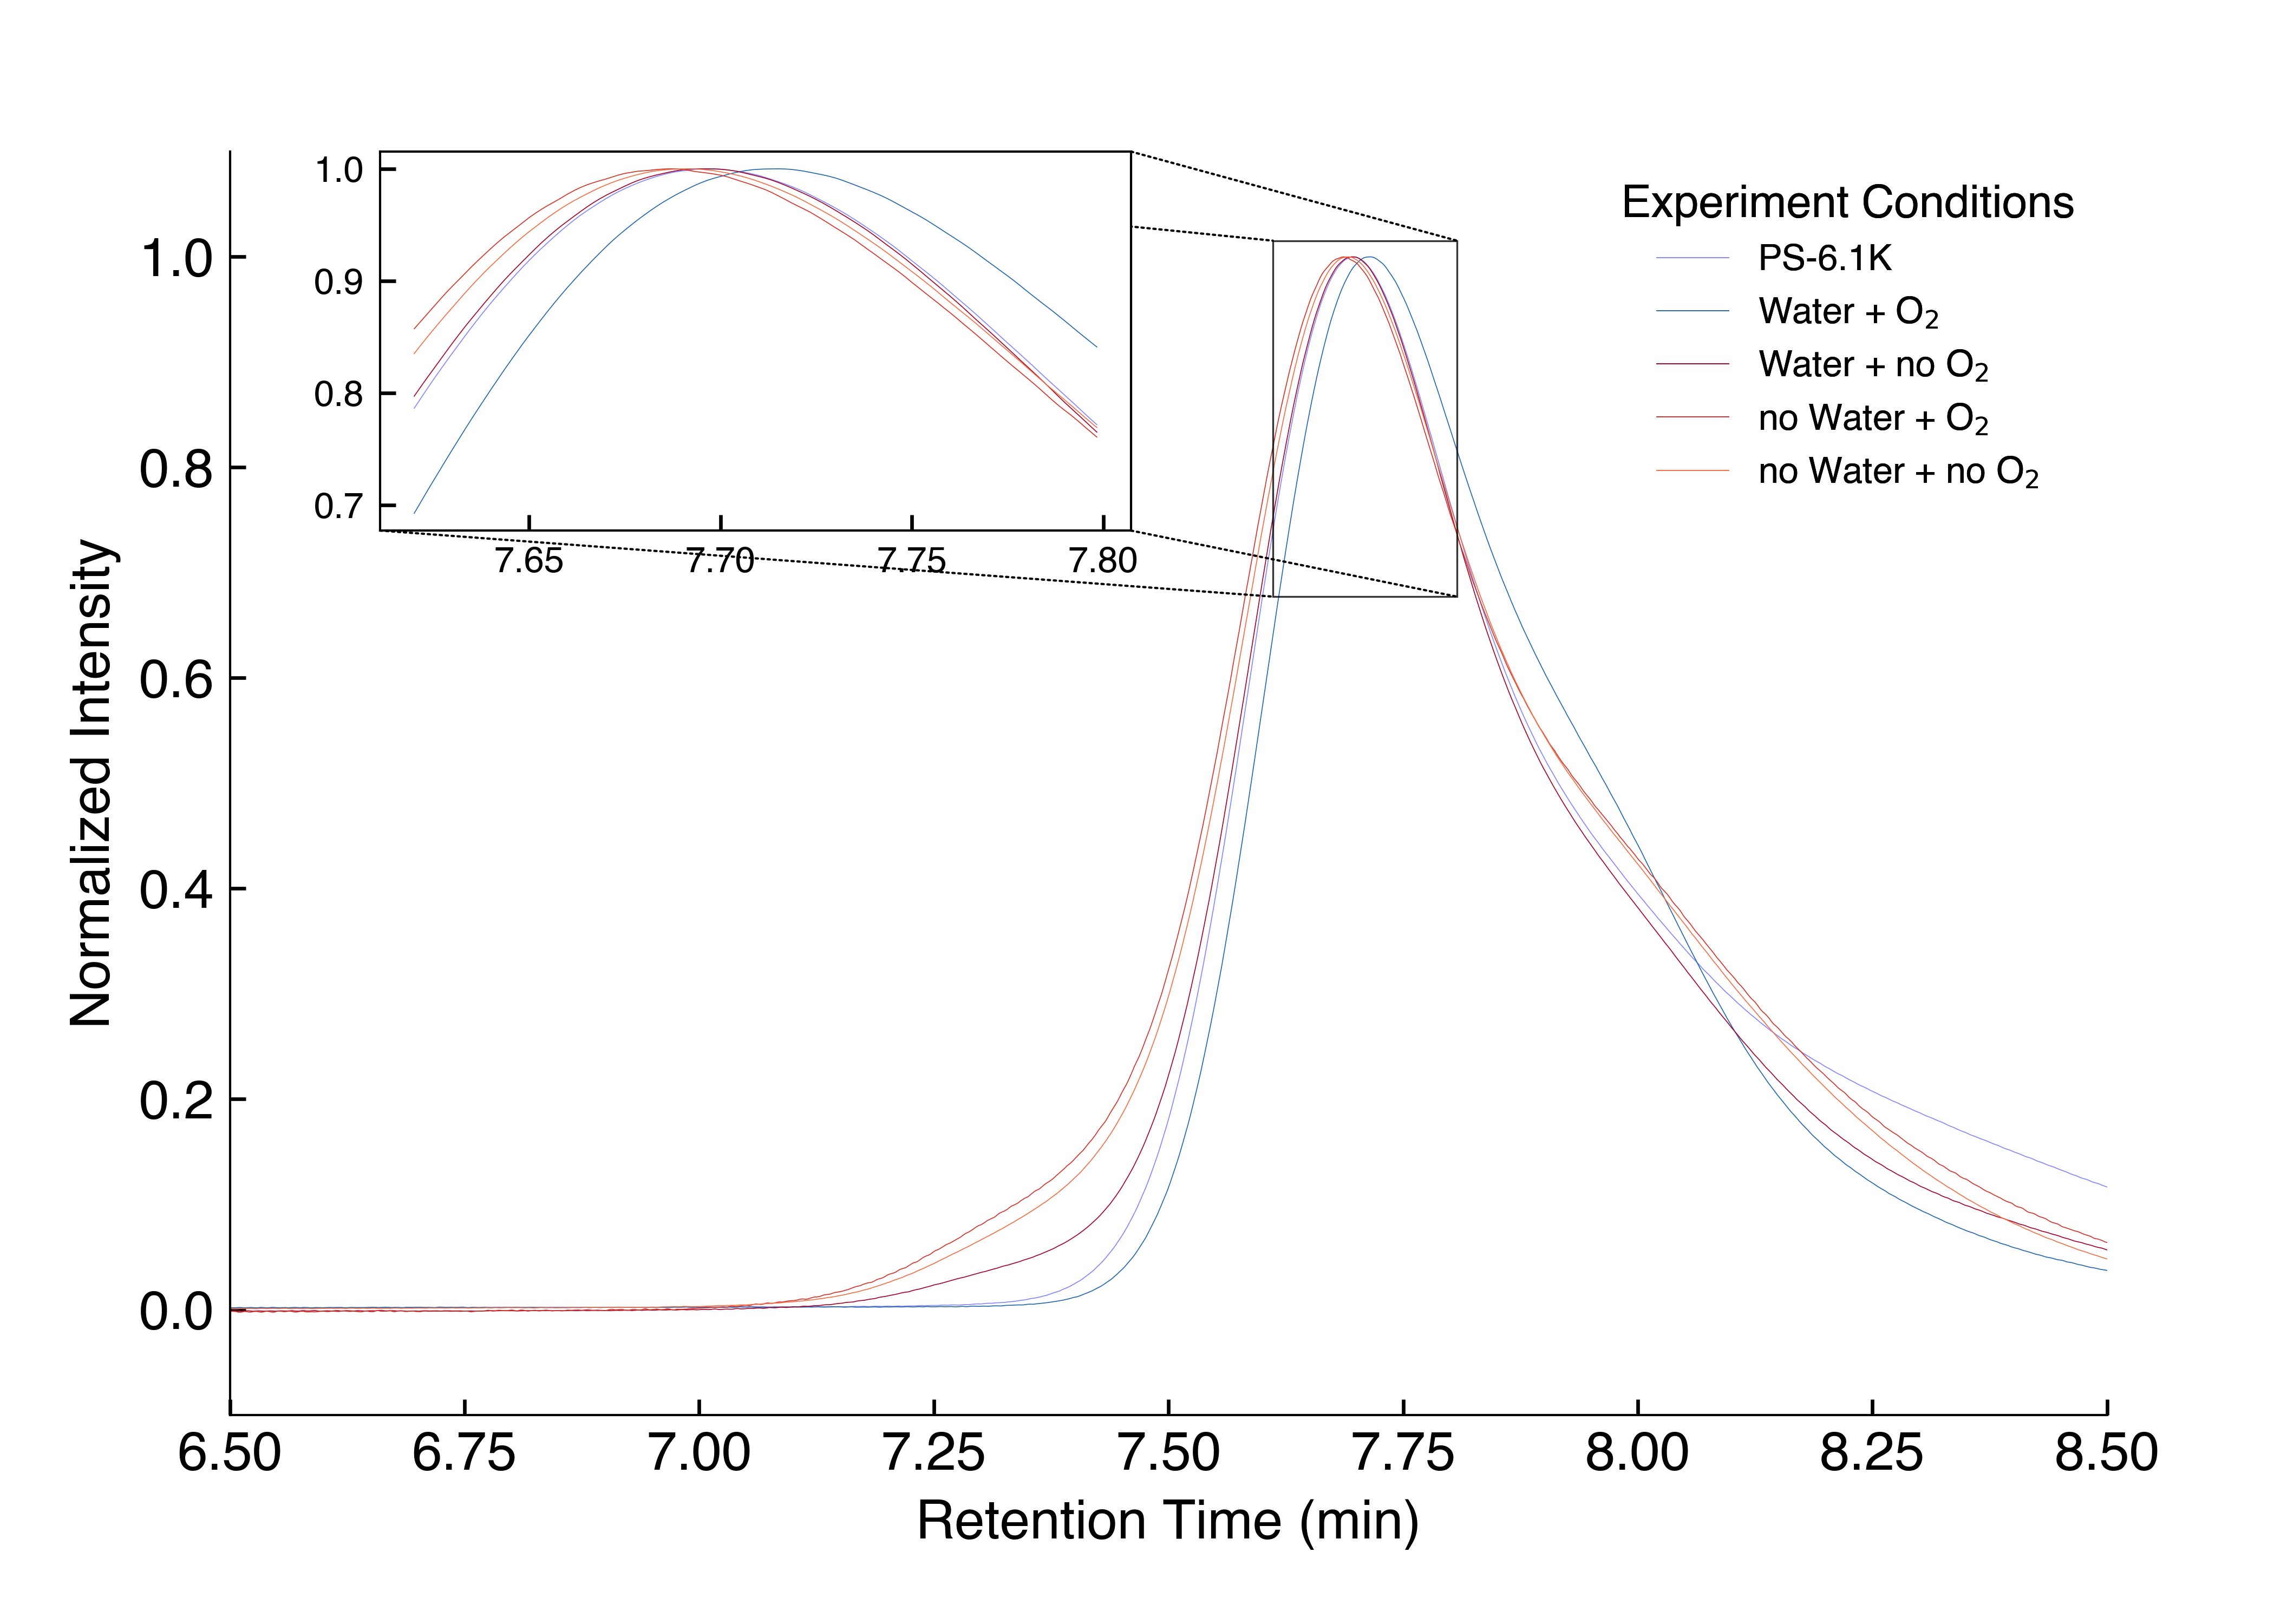 1.0
0.9
0.8
0.7
7.65 7.70 7.75 7.80
Experiment Conditions
PS-6.1K
Water + O₂
Water + no O₂
no Water + O₂
no Water + no O₂
Normalized Intensity
1.0
0.8
0.6
0.4
0.2
0.0
6.50 6.75 7.00 7.25 7.50 7.75 8.00 8.25 8.50
Retention Time (min)